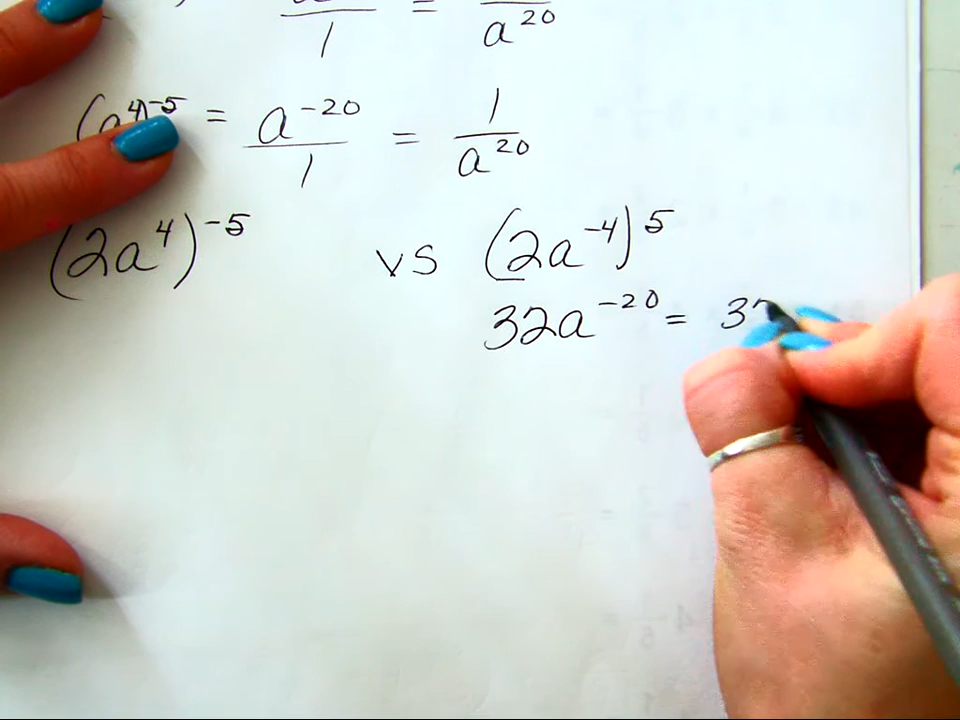 / 1 = / a^20
(a^4)^-5 = a^-20 / 1 = 1 / a^20
(2a^4)^-5 vs (2a^-4)^5
32a^-20 = 3